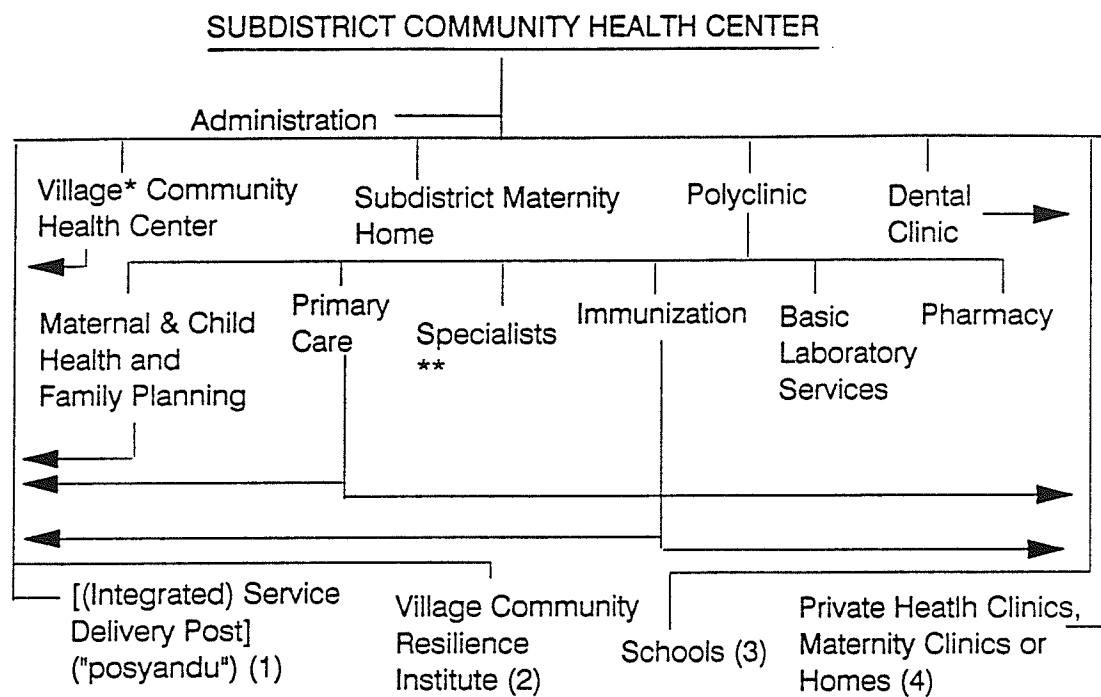 SUBDISTRICT COMMUNITY HEALTH CENTER
Administration
Village* Community
Health Center
Subdistrict Maternity
Home
Polyclinic
Dental
Clinic
Maternal & Child
Health and
Family Planning
Primary
Care
Specialists
**
Immunization
Basic
Laboratory
Services
Pharmacy
[(Integrated) Service
Delivery Post]
("posyandu") (1)
Village Community
Resilience
Institute (2)
Schools (3)
Private Heatlh Clinics,
Maternity Clinics or
Homes (4)